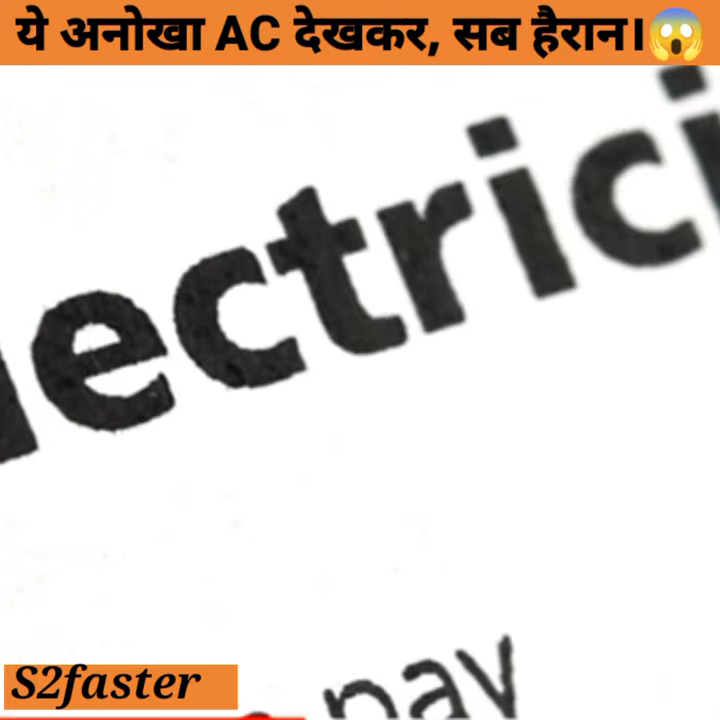 ये अनोखा AC देखकर, सब हैरान।😱
lectrici
pay
S2faster